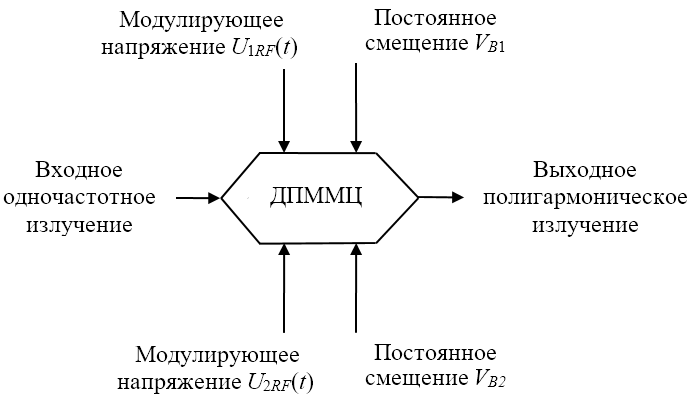 Модулирующее
напряжение U1RF(t)
Постоянное
смещение VB1
Входное
одночастотное
излучение
ДПММЦ
Выходное
полигармоническое
излучение
Модулирующее
напряжение U2RF(t)
Постоянное
смещение VB2